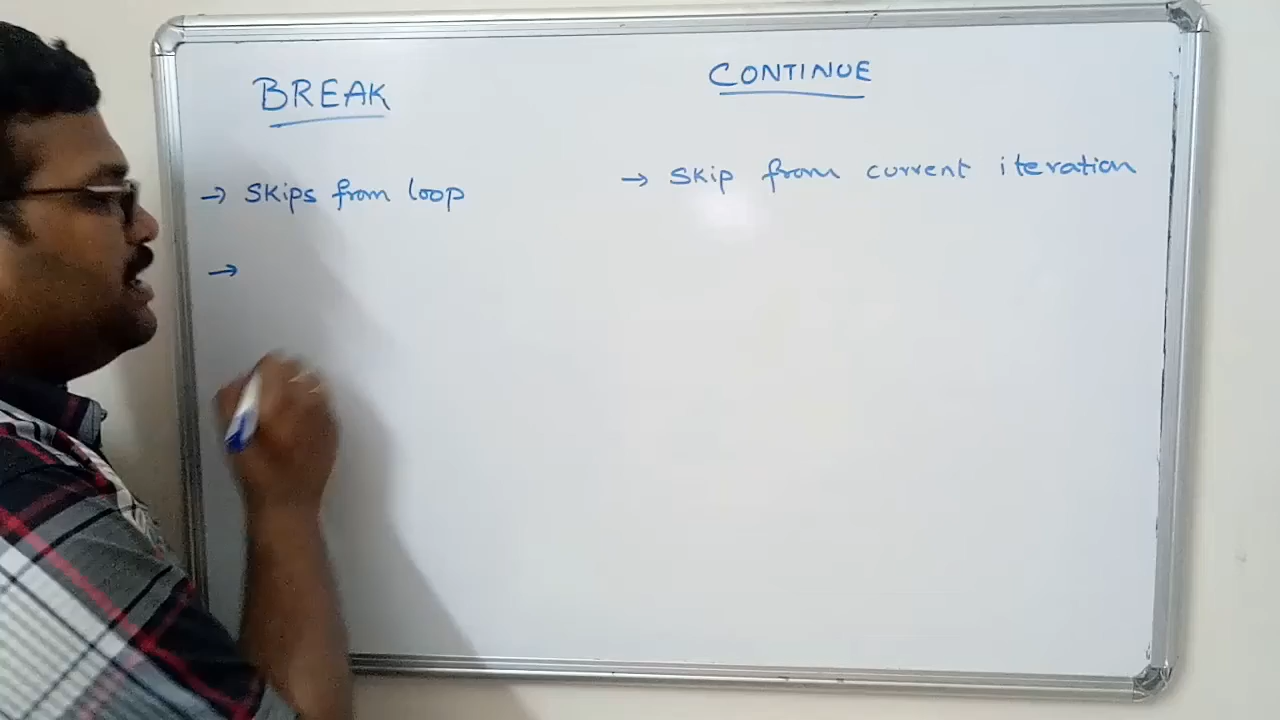 BREAK
→ Skips from loop
→
CONTINUE
→ Skip from current iteration